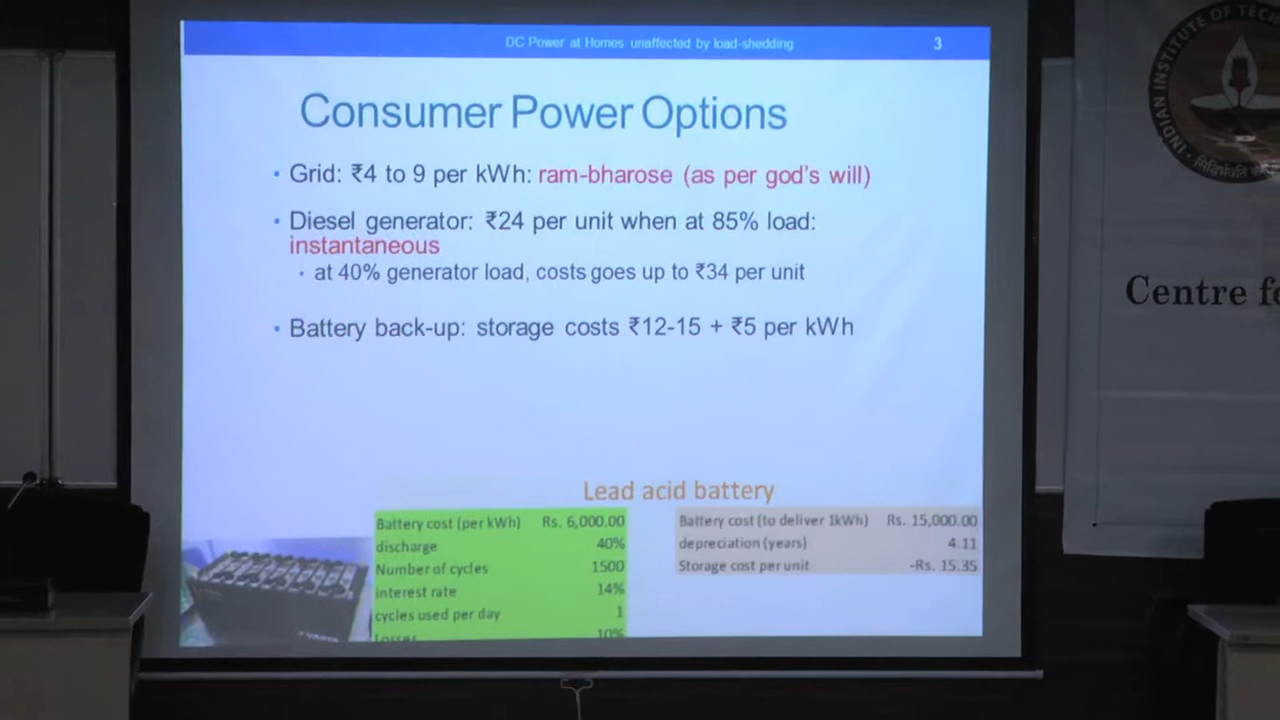 DC Power at Homes unaffected by load-shedding 3
Consumer Power Options
• Grid: ₹4 to 9 per kWh: ram-bharose (as per god's will)
• Diesel generator: ₹24 per unit when at 85% load:
instantaneous
• at 40% generator load, costs goes up to ₹34 per unit
• Battery back-up: storage costs ₹12-15 + ₹5 per kWh
Lead acid battery
Battery cost (per kWh) Rs. 6,000.00
discharge 40%
Number of cycles 1500
interest rate 14%
cycles used per day 1
Losses 10%
Battery cost (to deliver 1kWh) Rs. 15,000.00
depreciation (years) 4.11
Storage cost per unit -Rs. 15.35
INDIAN INSTITUTE OF TECH
Centre fo